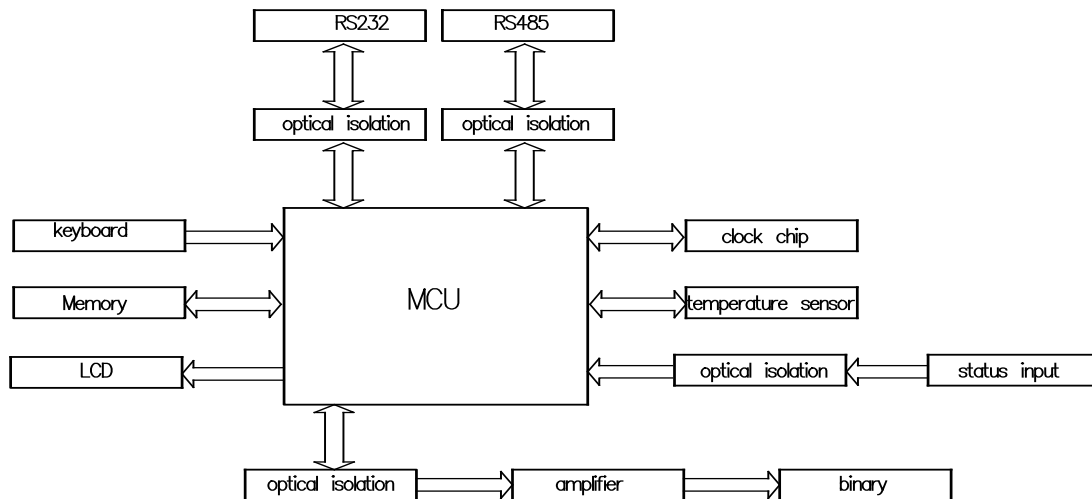 RS232
RS485
optical isolation
optical isolation
keyboard
clock chip
MCU
Memory
temperature sensor
LCD
optical isolation
status input
optical isolation
amplifier
binary